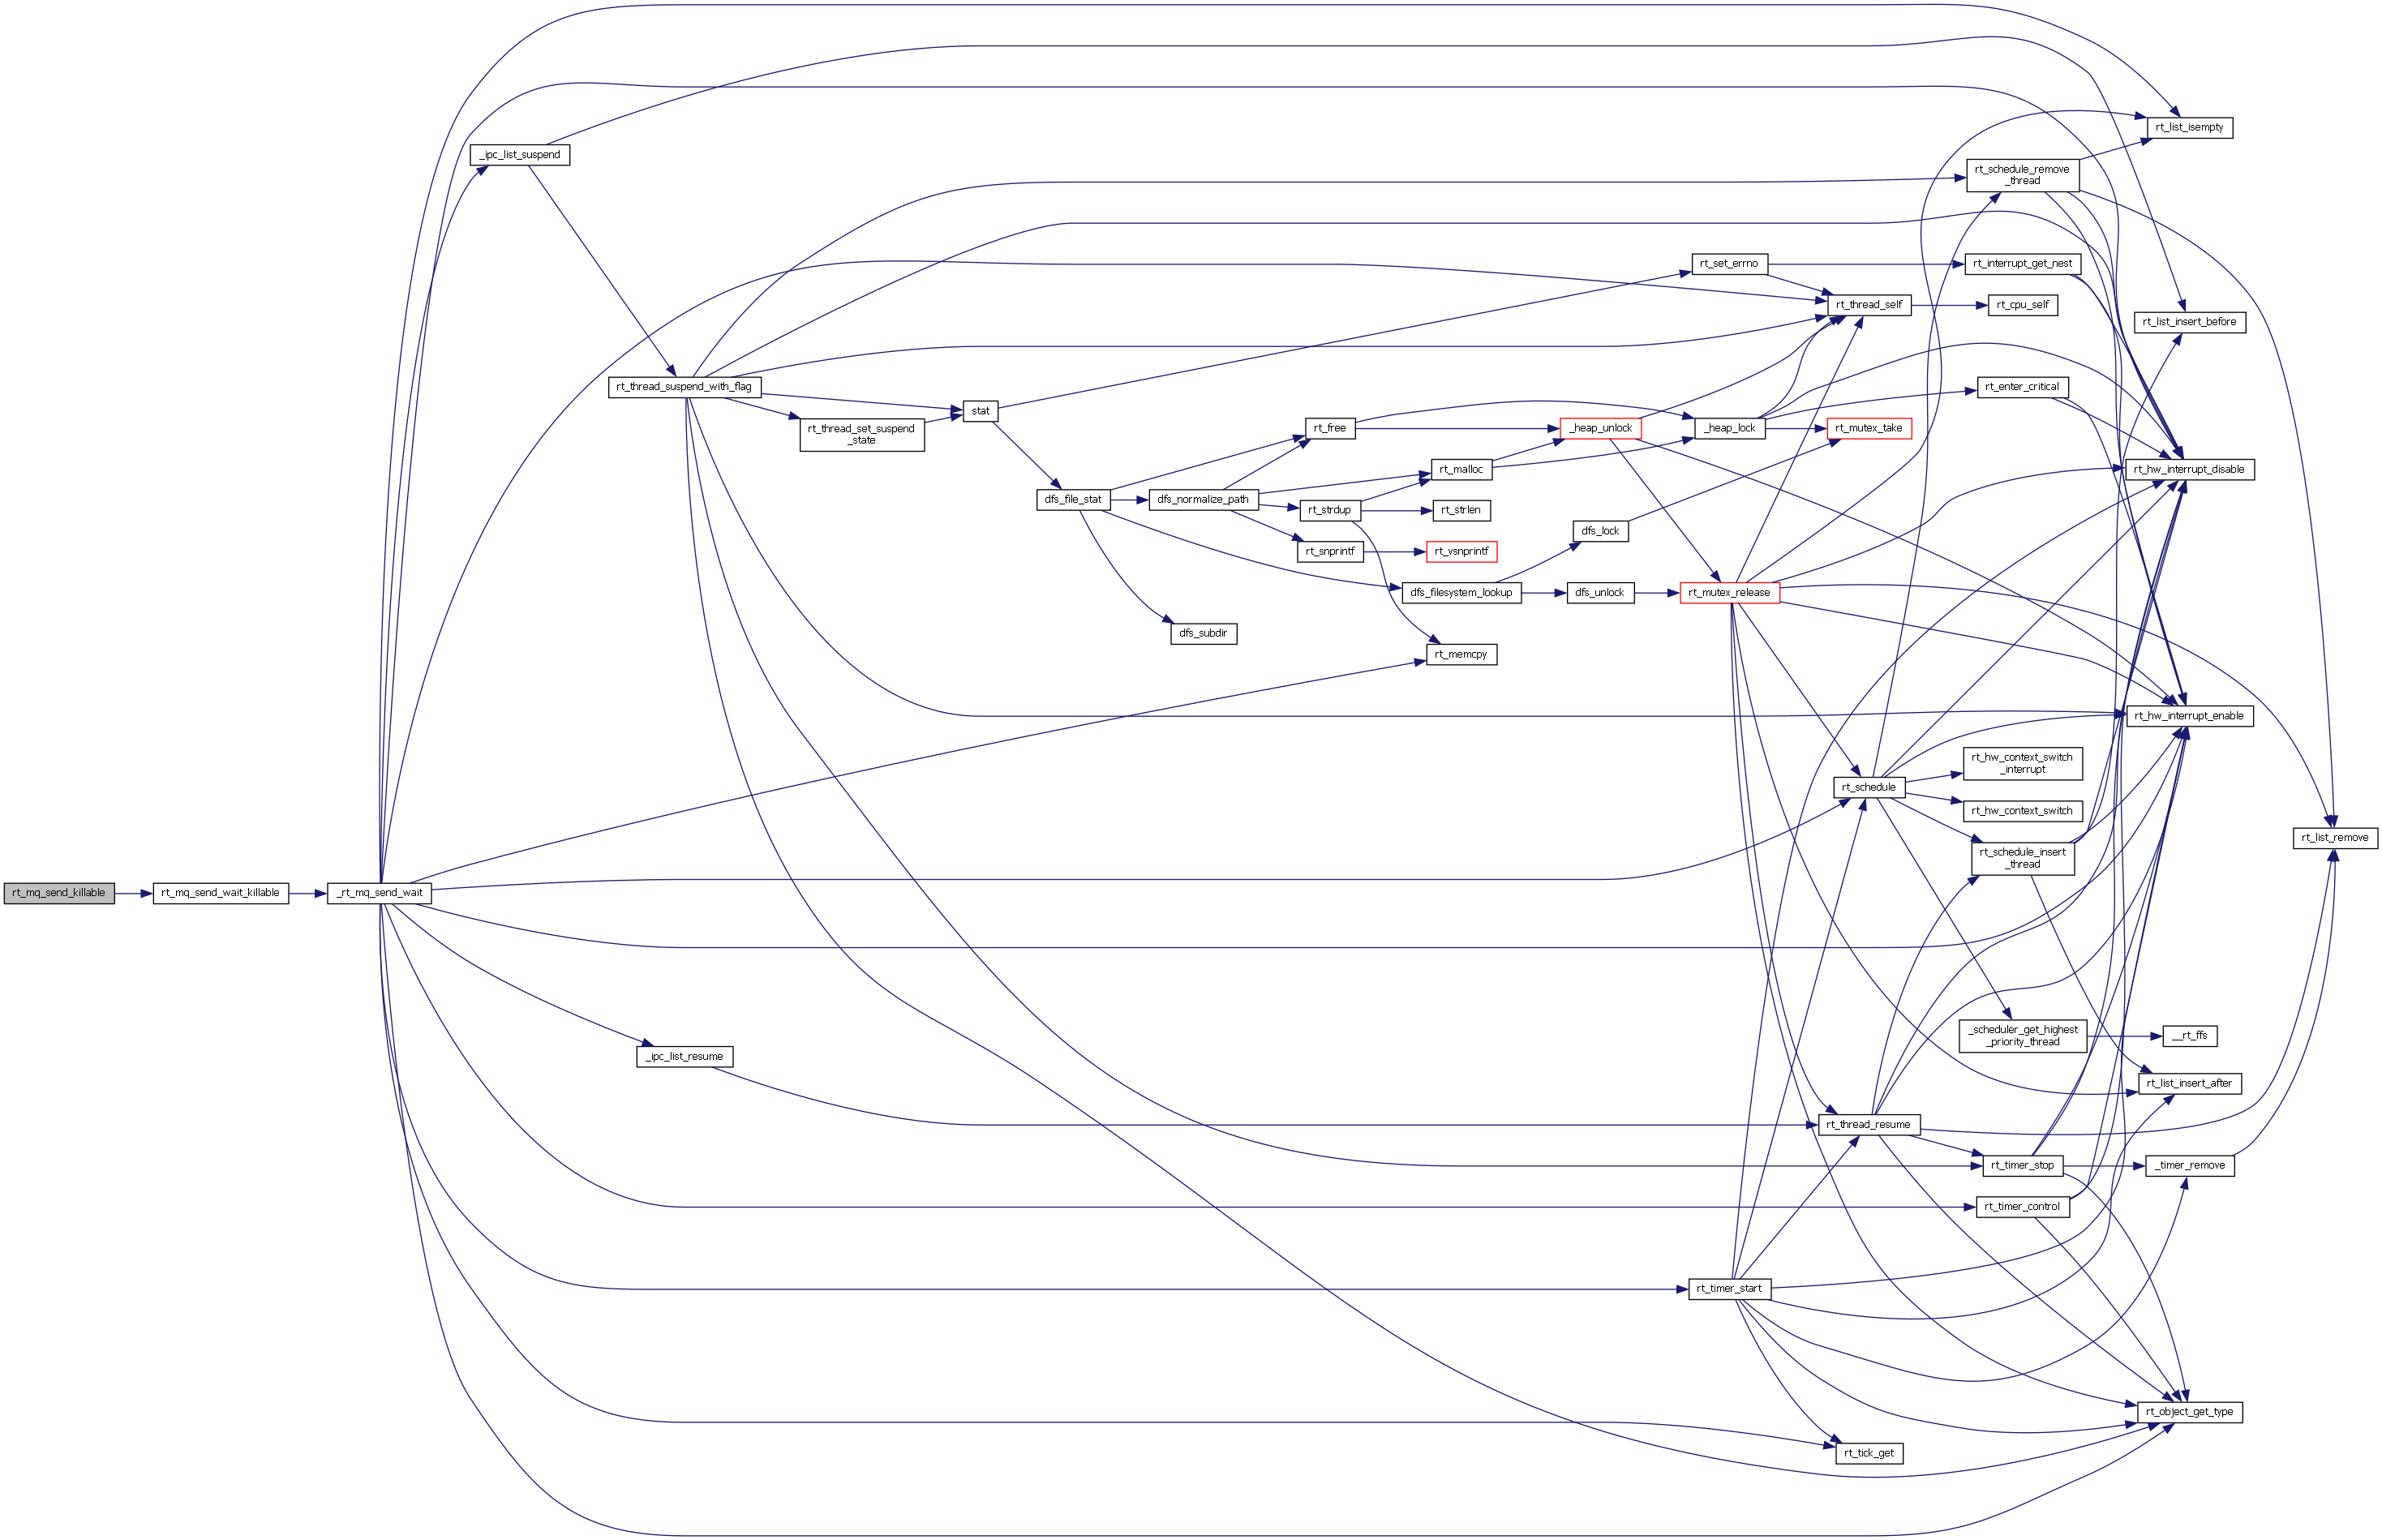 rt_mq_send_killable
rt_mq_send_wait_killable
_rt_mq_send_wait
_ipc_list_suspend
rt_thread_suspend_with_flag
rt_thread_set_suspend
_state
stat
dfs_file_stat
dfs_normalize_path
dfs_subdir
rt_free
rt_strdup
rt_snprintf
rt_malloc
rt_strlen
rt_vsnprintf
dfs_filesystem_lookup
rt_memcpy
_heap_unlock
dfs_lock
dfs_unlock
rt_set_errno
_heap_lock
rt_mutex_release
rt_thread_self
rt_mutex_take
rt_schedule
rt_schedule_remove
_thread
rt_interrupt_get_nest
rt_cpu_self
rt_enter_critical
rt_hw_context_switch
_interrupt
rt_hw_context_switch
rt_schedule_insert
_thread
_scheduler_get_highest
_priority_thread
rt_list_isempty
rt_list_insert_before
rt_hw_interrupt_disable
rt_hw_interrupt_enable
rt_list_remove
__rt_ffs
rt_list_insert_after
_ipc_list_resume
rt_thread_resume
rt_timer_stop
_timer_remove
rt_timer_control
rt_timer_start
rt_object_get_type
rt_tick_get